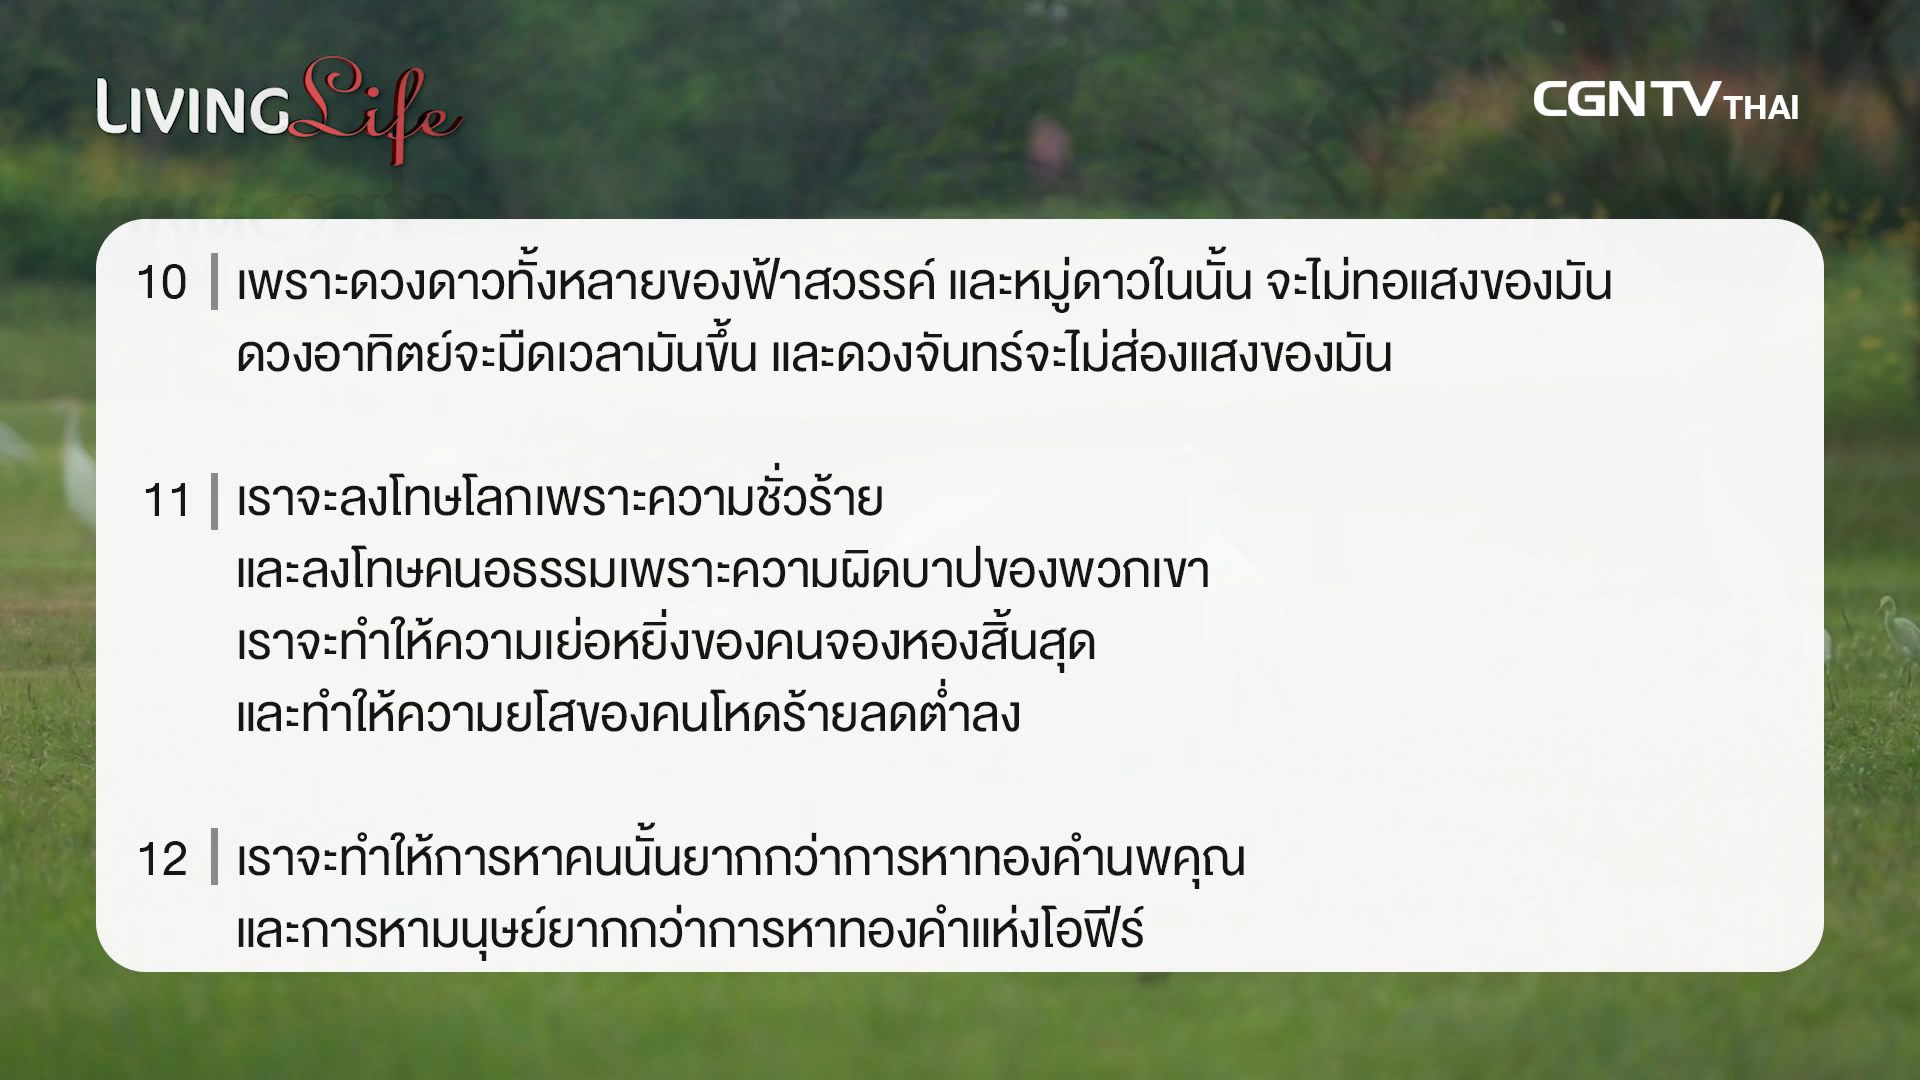 LIVING Life
CGNTV THAI
10 เพราะดวงดาวทั้งหลายของฟ้าสวรรค์ และหมู่ดาวในนั้น จะไม่ทอแสงของมัน
ดวงอาทิตย์จะมืดเวลามันขึ้น และดวงจันทร์จะไม่ส่องแสงของมัน
11 เราจะลงโทษโลกเพราะความชั่วร้าย
และลงโทษคนอธรรมเพราะความผิดบาปของพวกเขา
เราจะทำให้ความเย่อหยิ่งของคนจองหองสิ้นสุด
และทำให้ความยโสของคนโหดร้ายลดต่ำลง
12 เราจะทำให้การหาคนนั้นยากกว่าการหาทองคำนพคุณ
และการหามนุษย์ยากกว่าการหาทองคำแห่งโอฟีร์